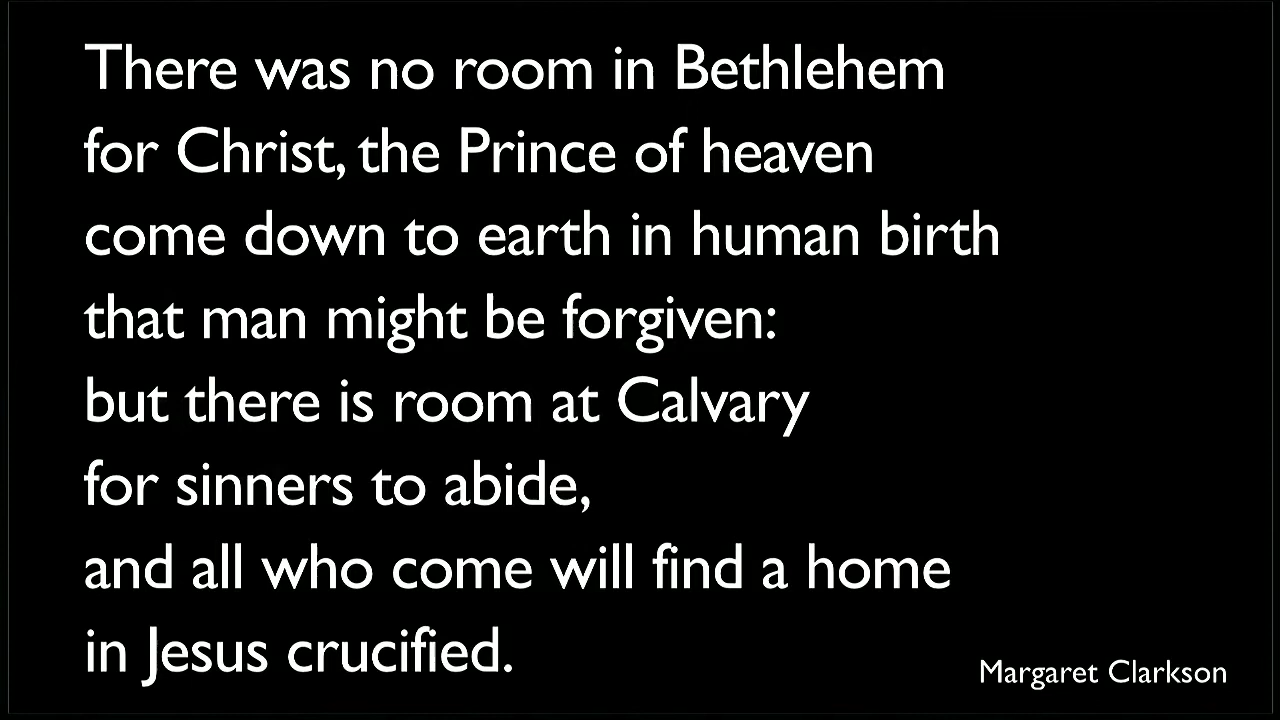 There was no room in Bethlehem
for Christ, the Prince of heaven
come down to earth in human birth
that man might be forgiven:
but there is room at Calvary
for sinners to abide,
and all who come will find a home
in Jesus crucified.
Margaret Clarkson